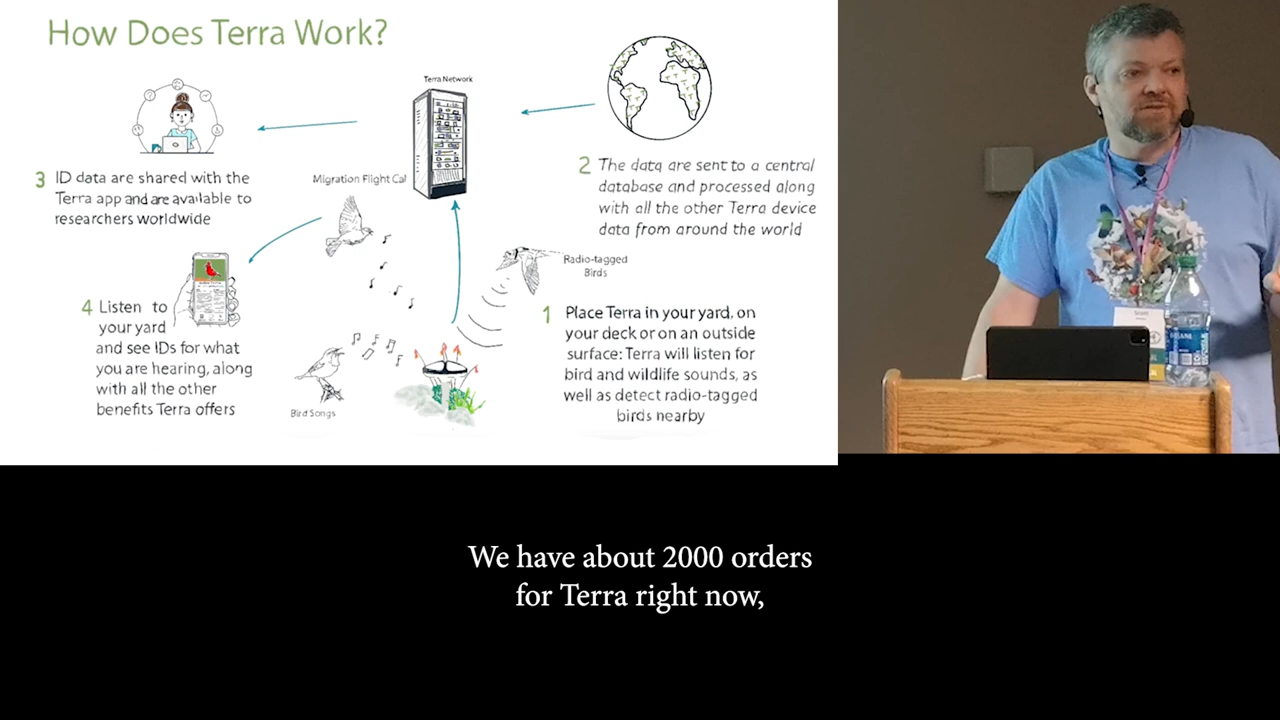 How Does Terra Work?
Terra Network
3 ID data are shared with the
Terra app and are available to
researchers worldwide
Migration Flight Cal
2 The data are sent to a central
database and processed along
with all the other Terra device
data from around the world
Radio-tagged
Birds
4 Listen to
your yard
and see IDs for what
you are hearing, along
with all the other
benefits Terra offers
Bird Songs
1 Place Terra in your yard, on
your deck or on an outside
surface: Terra will listen for
bird and wildlife sounds, as
well as detect radio-tagged
birds nearby
Scott
We have about 2000 orders
for Terra right now,